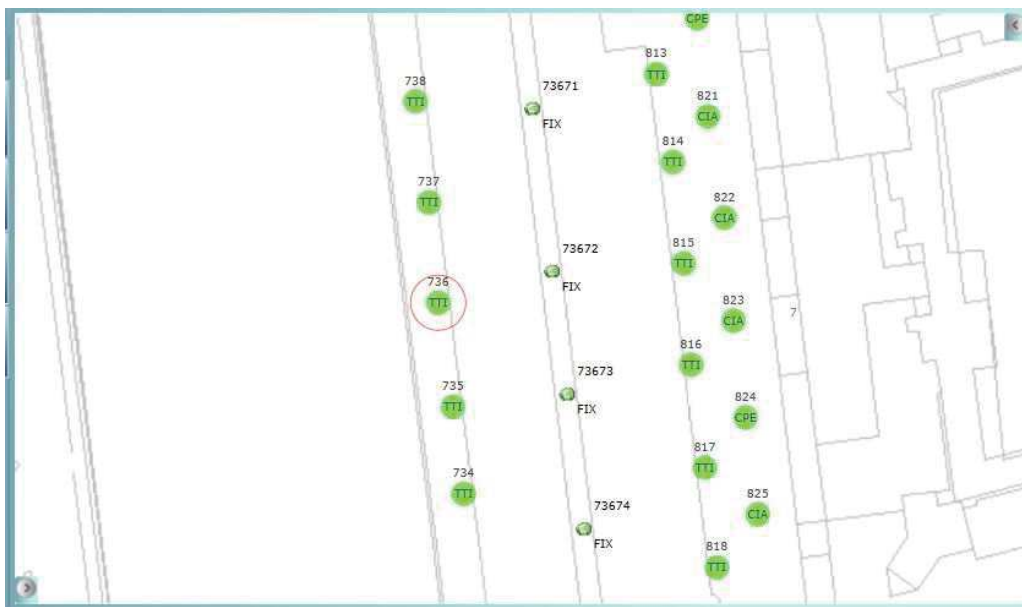 CPE
813
TTI
738
TTI
73671
FIX
821
CIA
814
TTI
737
TTI
822
CIA
815
TTI
73672
FIX
736
TTI
823
CIA
7
816
TTI
73673
FIX
735
TTI
824
CPE
817
TTI
734
TTI
825
CIA
73674
FIX
818
TTI